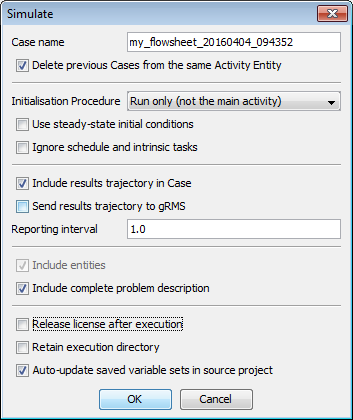 Simulate
Case name my_flowsheet_20160404_094352
Delete previous Cases from the same Activity Entity
Initialisation Procedure Run only (not the main activity)
Use steady-state initial conditions
Ignore schedule and intrinsic tasks
Include results trajectory in Case
Send results trajectory to gRMS
Reporting interval 1.0
Include entities
Include complete problem description
Release license after execution
Retain execution directory
Auto-update saved variable sets in source project
OK Cancel